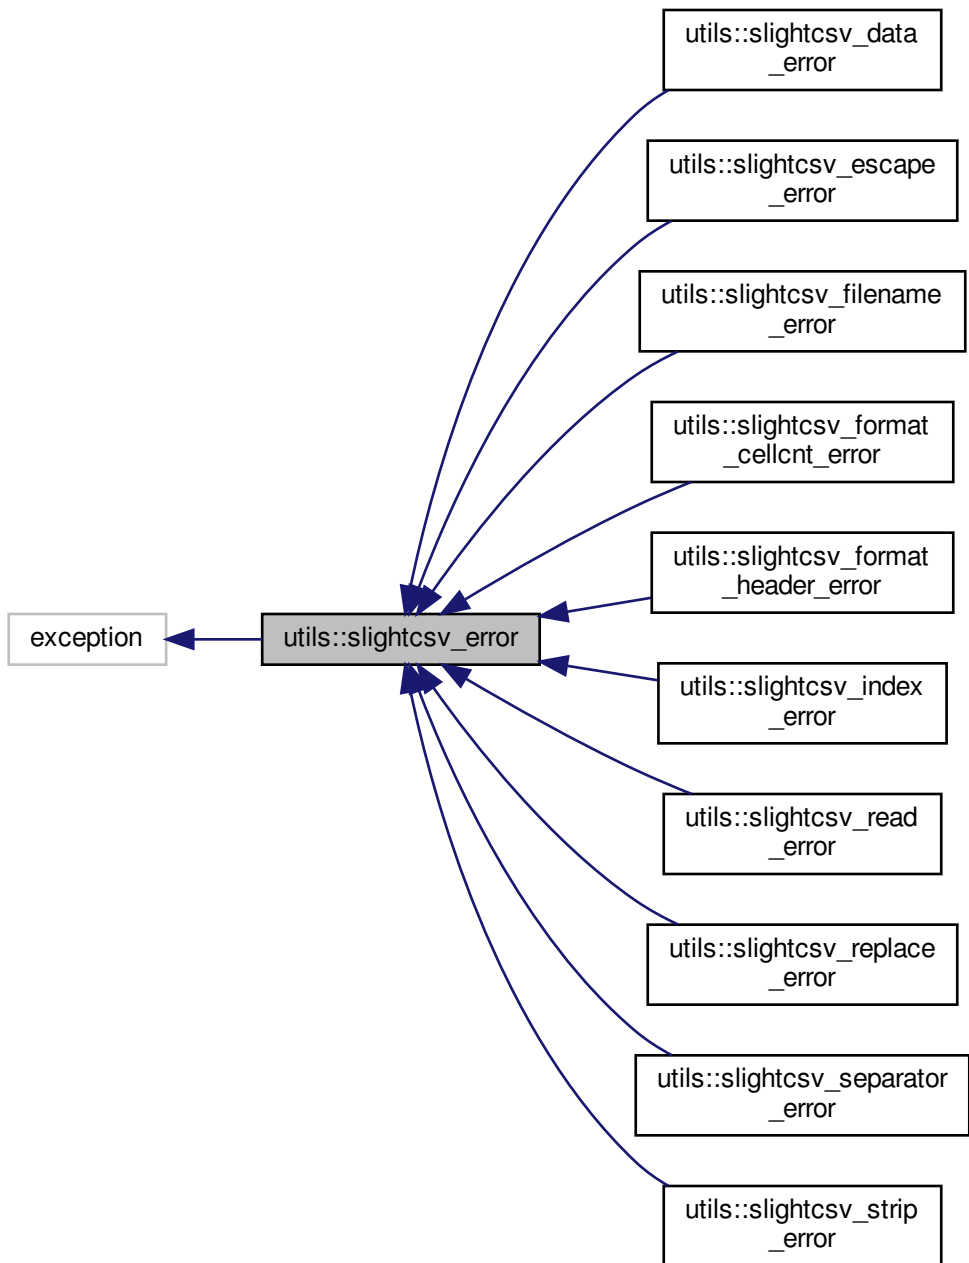 utils::slightcsv_data
_error
utils::slightcsv_escape
_error
utils::slightcsv_filename
_error
utils::slightcsv_format
_cellcnt_error
utils::slightcsv_format
_header_error
exception
utils::slightcsv_error
utils::slightcsv_index
_error
utils::slightcsv_read
_error
utils::slightcsv_replace
_error
utils::slightcsv_separator
_error
utils::slightcsv_strip
_error